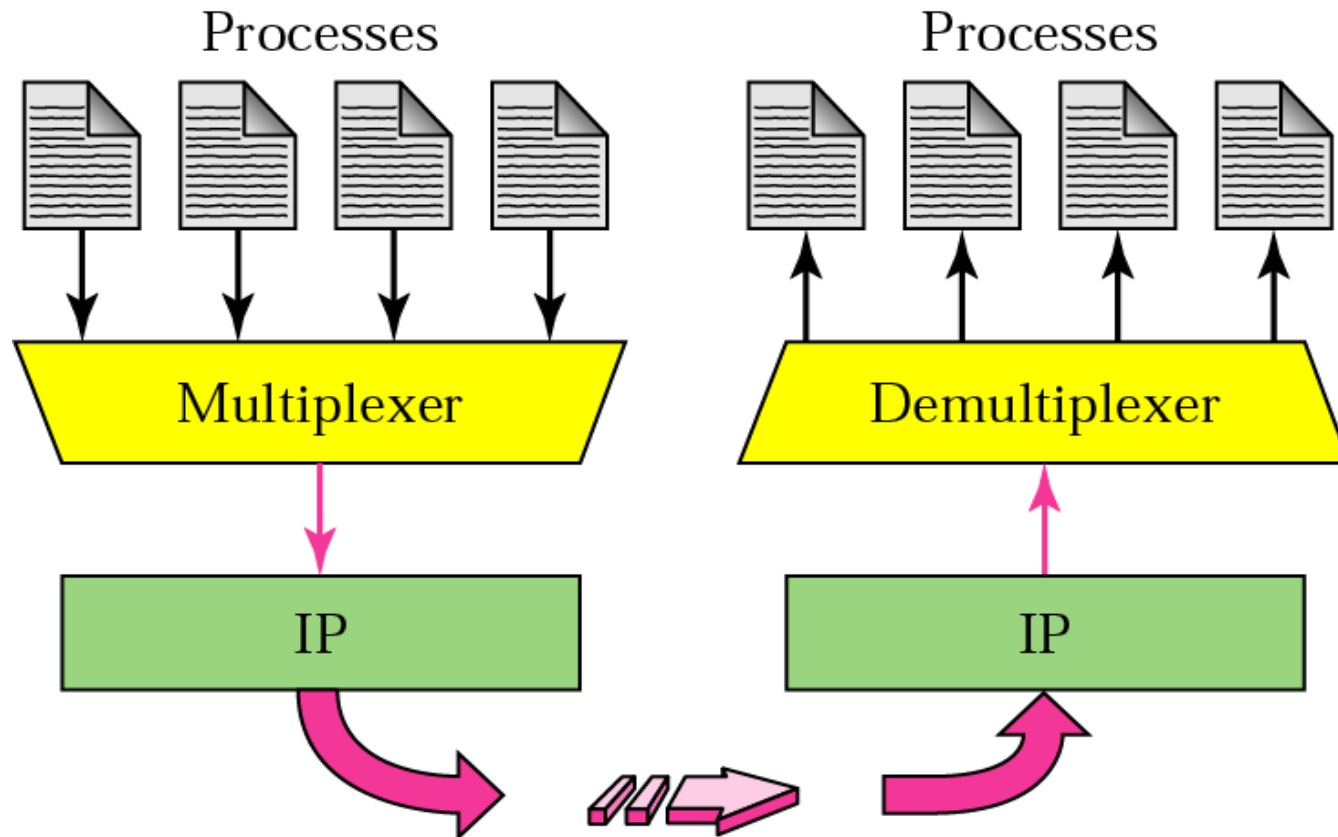 Processes
Processes
Multiplexer
Demultiplexer
IP
IP